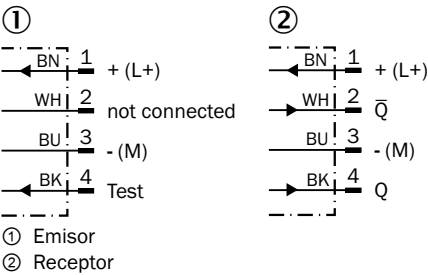 ① ②
BN 1 + (L+)
WH 2 not connected
BU 3 - (M)
BK 4 Test
BN 1 + (L+)
WH 2 Q̅
BU 3 - (M)
BK 4 Q
① Emisor
② Receptor